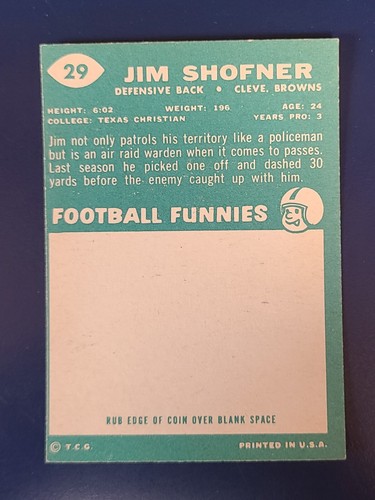 29 JIM SHOFNER
DEFENSIVE BACK • CLEVE. BROWNS
HEIGHT: 6:02 WEIGHT: 196 AGE: 24
COLLEGE: TEXAS CHRISTIAN YEARS PRO: 3
Jim not only patrols his territory like a policeman
but is an air raid warden when it comes to passes.
Last season he picked one off and dashed 30
yards before the enemy caught up with him.
FOOTBALL FUNNIES
RUB EDGE OF COIN OVER BLANK SPACE
© T.C.G. PRINTED IN U.S.A.